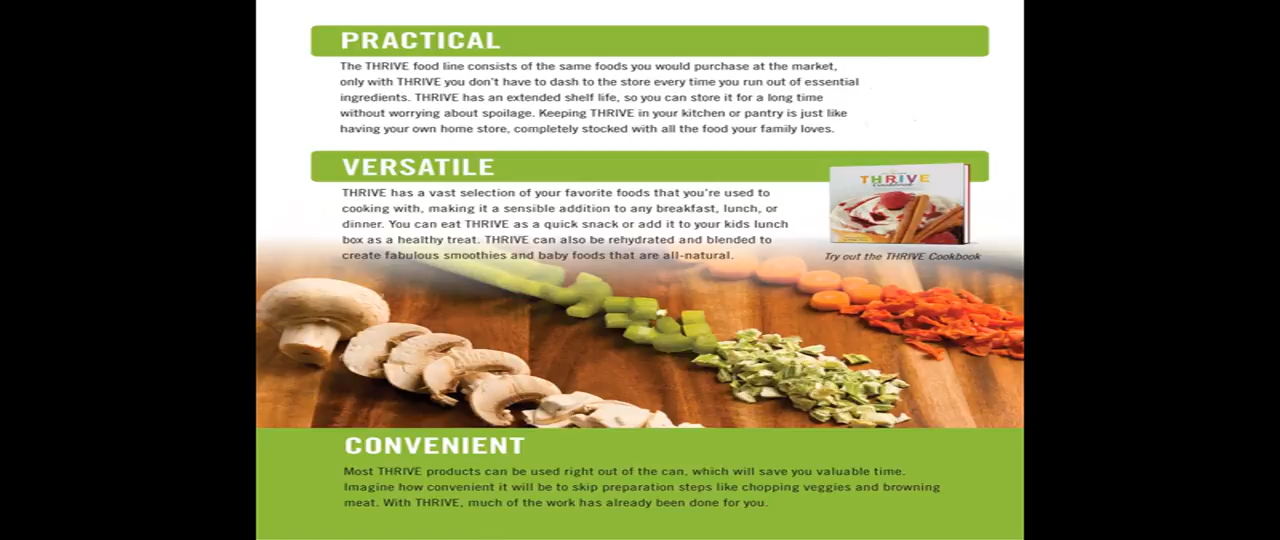 PRACTICAL
The THRIVE food line consists of the same foods you would purchase at the market,
only with THRIVE you don't have to dash to the store every time you run out of essential
ingredients. THRIVE has an extended shelf life, so you can store it for a long time
without worrying about spoilage. Keeping THRIVE in your kitchen or pantry is just like
having your own home store, completely stocked with all the food your family loves.
VERSATILE
THRIVE has a vast selection of your favorite foods that you're used to
cooking with, making it a sensible addition to any breakfast, lunch, or
dinner. You can eat THRIVE as a quick snack or add it to your kids lunch
box as a healthy treat. THRIVE can also be rehydrated and blended to
create fabulous smoothies and baby foods that are all-natural.
THRIVE
Cookbook
Try out the THRIVE Cookbook
CONVENIENT
Most THRIVE products can be used right out of the can, which will save you valuable time.
Imagine how convenient it will be to skip preparation steps like chopping veggies and browning
meat. With THRIVE, much of the work has already been done for you.